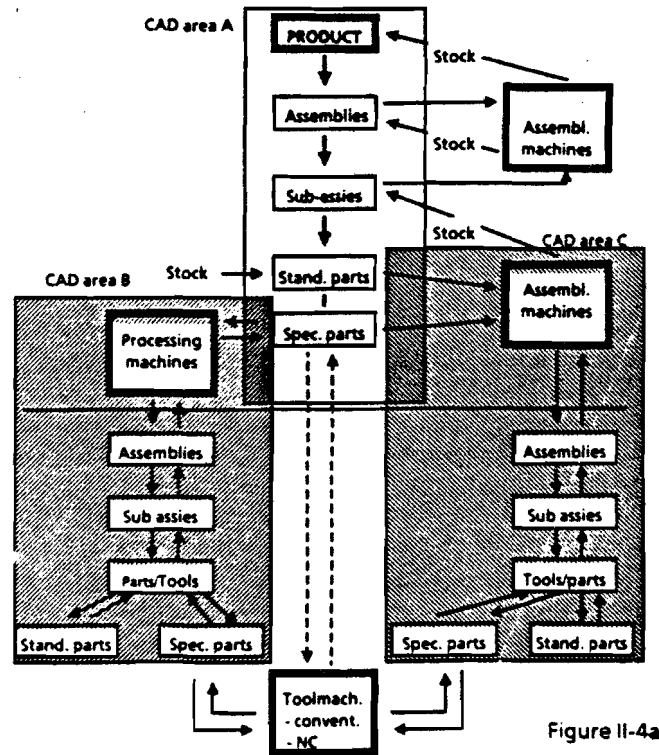 CAD area A
PRODUCT
Stock
Assemblies
Assembl.
machines
Stock
Sub-assies
Stock
CAD area C
CAD area B
Stock
Stand. parts
Assembl.
machines
Processing
machines
Spec. parts
Assemblies
Assemblies
Sub assies
Sub assies
Parts/Tools
Tools/parts
Stand. parts
Spec. parts
Spec. parts
Stand. parts
Toolmach.
- convent.
- NC
Figure II-4a